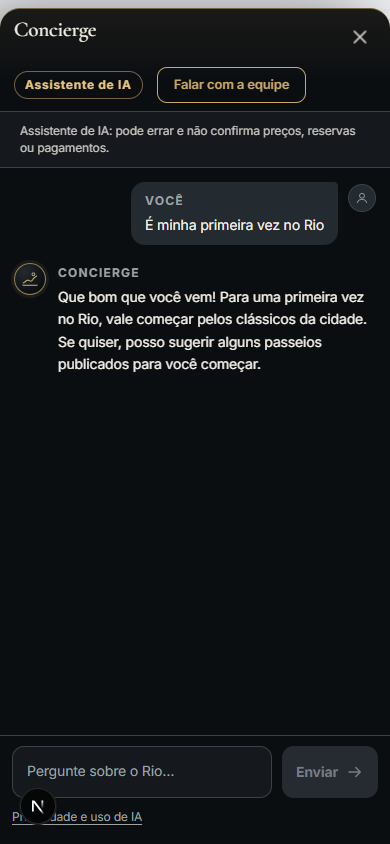 Concierge
Assistente de IA
Falar com a equipe
Assistente de IA: pode errar e não confirma preços, reservas
ou pagamentos.
VOCÊ
É minha primeira vez no Rio
CONCIERGE
Que bom que você vem! Para uma primeira vez
no Rio, vale começar pelos clássicos da cidade.
Se quiser, posso sugerir alguns passeios
publicados para você começar.
Pergunte sobre o Rio...
Enviar →
N
e uso de IA